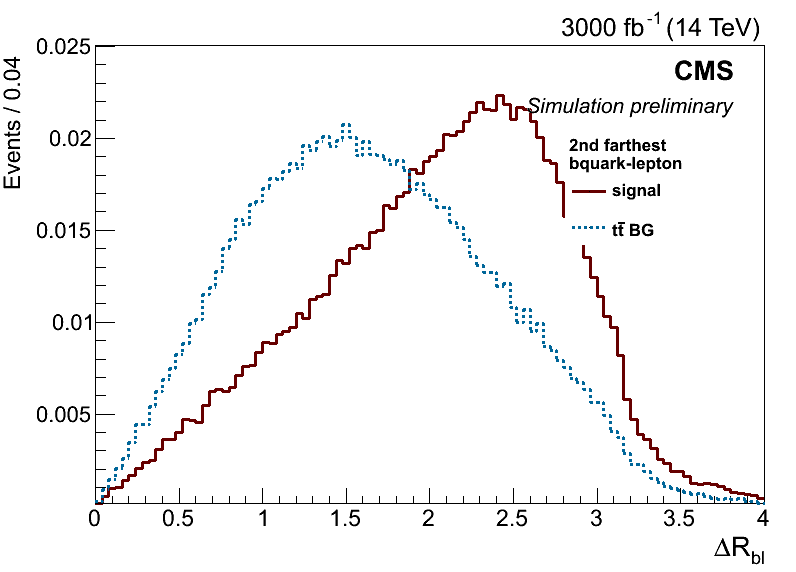 3000 fb⁻¹ (14 TeV)
Events / 0.04
0.025
0.02
0.015
0.01
0.005
CMS
Simulation preliminary
2nd farthest
bquark-lepton
signal
tt̄ BG
0 0.5 1 1.5 2 2.5 3 3.5 4
ΔR_bl